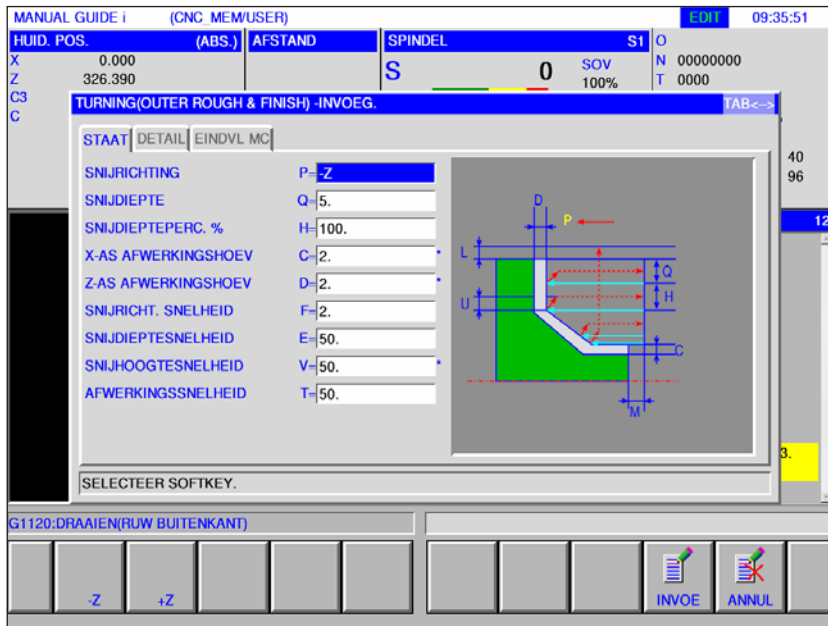 MANUAL GUIDE i (CNC_MEM/USER) EDIT 09:35:51
HUID. POS. (ABS.) AFSTAND SPINDEL S1 O
X 0.000 N 00000000
Z 326.390 S 0 SOV 100% T 0000
C3
C
TURNING(OUTER ROUGH & FINISH) -INVOEG. TAB<-->
STAAT DETAIL EINDVL MC
SNIJRICHTING P=-Z
SNIJDIEPTE Q=5.
SNIJDIEPTEPERC. % H=100.
X-AS AFWERKINGSHOEV C=2. *
Z-AS AFWERKINGSHOEV D=2. *
SNIJRICHT. SNELHEID F=2.
SNIJDIEPTESNELHEID E=50.
SNIJHOOGTESNELHEID V=50. *
AFWERKINGSSNELHEID T=50.
D
P
L
Q
U
H
C
M
40
96
12
3.
SELECTEER SOFTKEY.
G1120:DRAAIEN(RUW BUITENKANT)
-Z +Z INVOE ANNUL